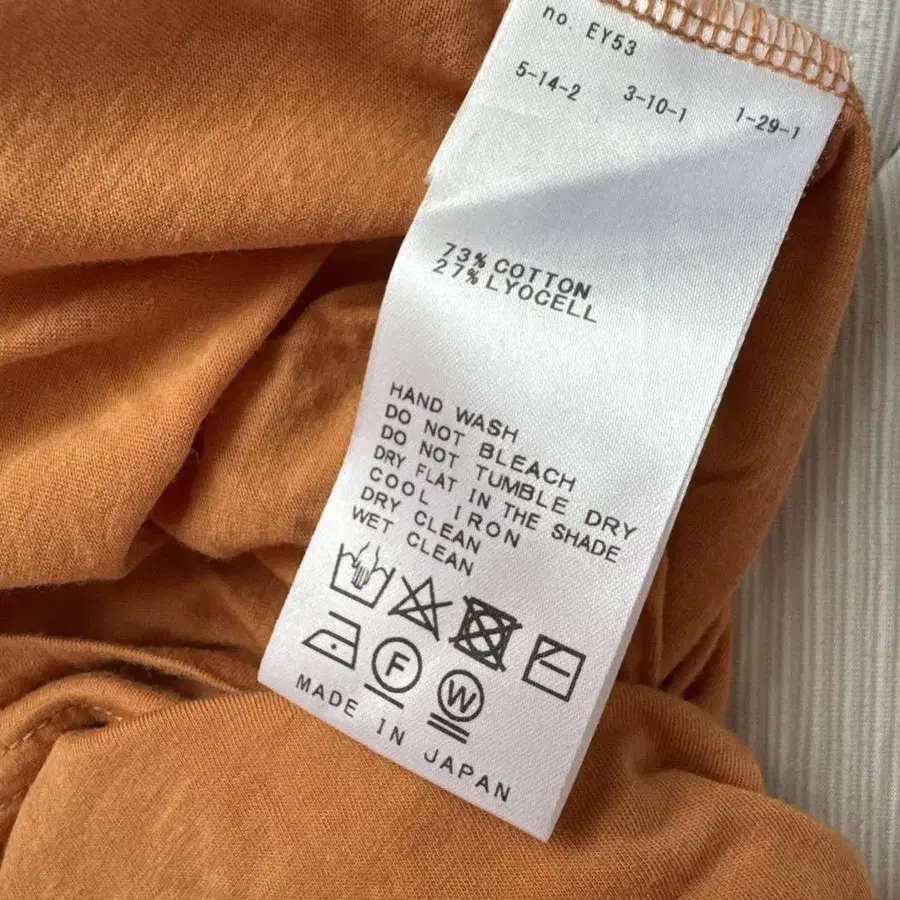 no. EY53
5-14-2 3-10-1 1-29-1
73% COTTON
27% LYOCELL
HAND WASH
DO NOT BLEACH
DO NOT TUMBLE DRY
DRY FLAT IN THE SHADE
COOL IRON
DRY CLEAN
WET CLEAN
F
W
MADE IN JAPAN